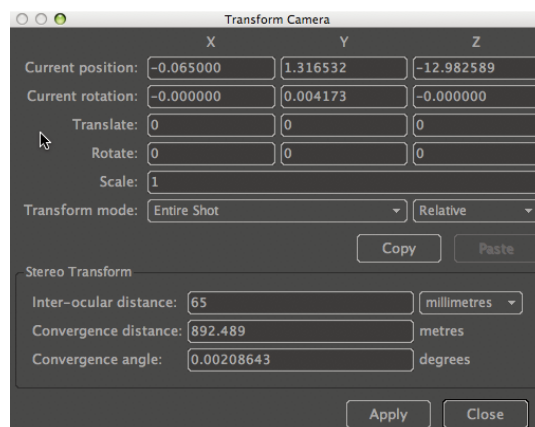 Transform Camera
X Y Z
Current position: -0.065000 1.316532 -12.982589
Current rotation: -0.000000 0.004173 -0.000000
Translate: 0 0 0
Rotate: 0 0 0
Scale: 1
Transform mode: Entire Shot Relative
Copy Paste
Stereo Transform
Inter-ocular distance: 65 millimetres
Convergence distance: 892.489 metres
Convergence angle: 0.00208643 degrees
Apply Close